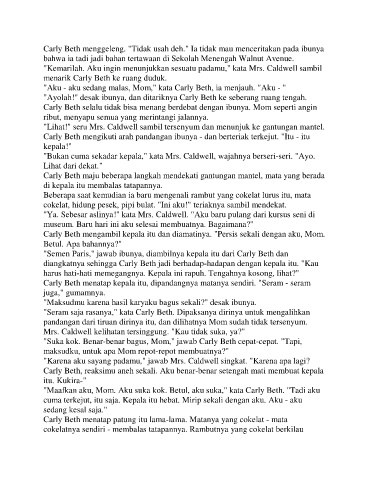 Carly Beth menggeleng. "Tidak usah deh." Ia tidak mau menceritakan pada ibunya
bahwa ia tadi jadi bahan tertawaan di Sekolah Menengah Walnut Avenue.
"Kemarilah. Aku ingin menunjukkan sesuatu padamu," kata Mrs. Caldwell sambil
menarik Carly Beth ke ruang duduk.
"Aku - aku sedang malas, Mom," kata Carly Beth, ia menjauh. "Aku - "
"Ayolah!" desak ibunya, dan ditariknya Carly Beth ke seberang ruang tengah.
Carly Beth selalu tidak bisa menang berdebat dengan ibunya. Mom seperti angin
ribut, menyapu semua yang merintangi jalannya.
"Lihat!" seru Mrs. Caldwell sambil tersenyum dan menunjuk ke gantungan mantel.
Carly Beth mengikuti arah pandangan ibunya - dan berteriak terkejut. "Itu - itu
kepala!"
"Bukan cuma sekadar kepala," kata Mrs. Caldwell, wajahnya berseri-seri. "Ayo.
Lihat dari dekat."
Carly Beth maju beberapa langkah mendekati gantungan mantel, mata yang berada
di kepala itu membalas tatapannya.
Beberapa saat kemudian ia baru mengenali rambut yang cokelat lurus itu, mata
cokelat, hidung pesek, pipi bulat. "Ini aku!" teriaknya sambil mendekat.
"Ya. Sebesar aslinya!" kata Mrs. Caldwell. "Aku baru pulang dari kursus seni di
museum. Baru hari ini aku selesai membuatnya. Bagaimana?"
Carly Beth mengambil kepala itu dan diamatinya. "Persis sekali dengan aku, Mom.
Betul. Apa bahannya?"
"Semen Paris," jawab ibunya, diambilnya kepala itu dari Carly Beth dan
diangkatnya sehingga Carly Beth jadi berhadap-hadapan dengan kepala itu. "Kau
harus hati-hati memegangnya. Kepala ini rapuh. Tengahnya kosong, lihat?"
Carly Beth menatap kepala itu, dipandangnya matanya sendiri. "Seram - seram
juga," gumamnya.
"Maksudmu karena hasil karyaku bagus sekali?" desak ibunya.
"Seram saja rasanya," kata Carly Beth. Dipaksanya dirinya untuk mengalihkan
pandangan dari tiruan dirinya itu, dan dilihatnya Mom sudah tidak tersenyum.
Mrs. Caldwell kelihatan tersinggung. "Kau tidak suka, ya?"
"Suka kok. Benar-benar bagus, Mom," jawab Carly Beth cepat-cepat. "Tapi,
maksudku, untuk apa Mom repot-repot membuatnya?"
"Karena aku sayang padamu," jawab Mrs. Caldwell singkat. "Karena apa lagi?
Carly Beth, reaksimu aneh sekali. Aku benar-benar setengah mati membuat kepala
itu. Kukira-"
"Maafkan aku, Mom. Aku suka kok. Betul, aku suka," kata Carly Beth. "Tadi aku
cuma terkejut, itu saja. Kepala itu hebat. Mirip sekali dengan aku. Aku - aku
sedang kesal saja."
Carly Beth menatap patung itu lama-lama. Matanya yang cokelat - mata
cokelatnya sendiri - membalas tatapannya. Rambutnya yang cokelat berkilau